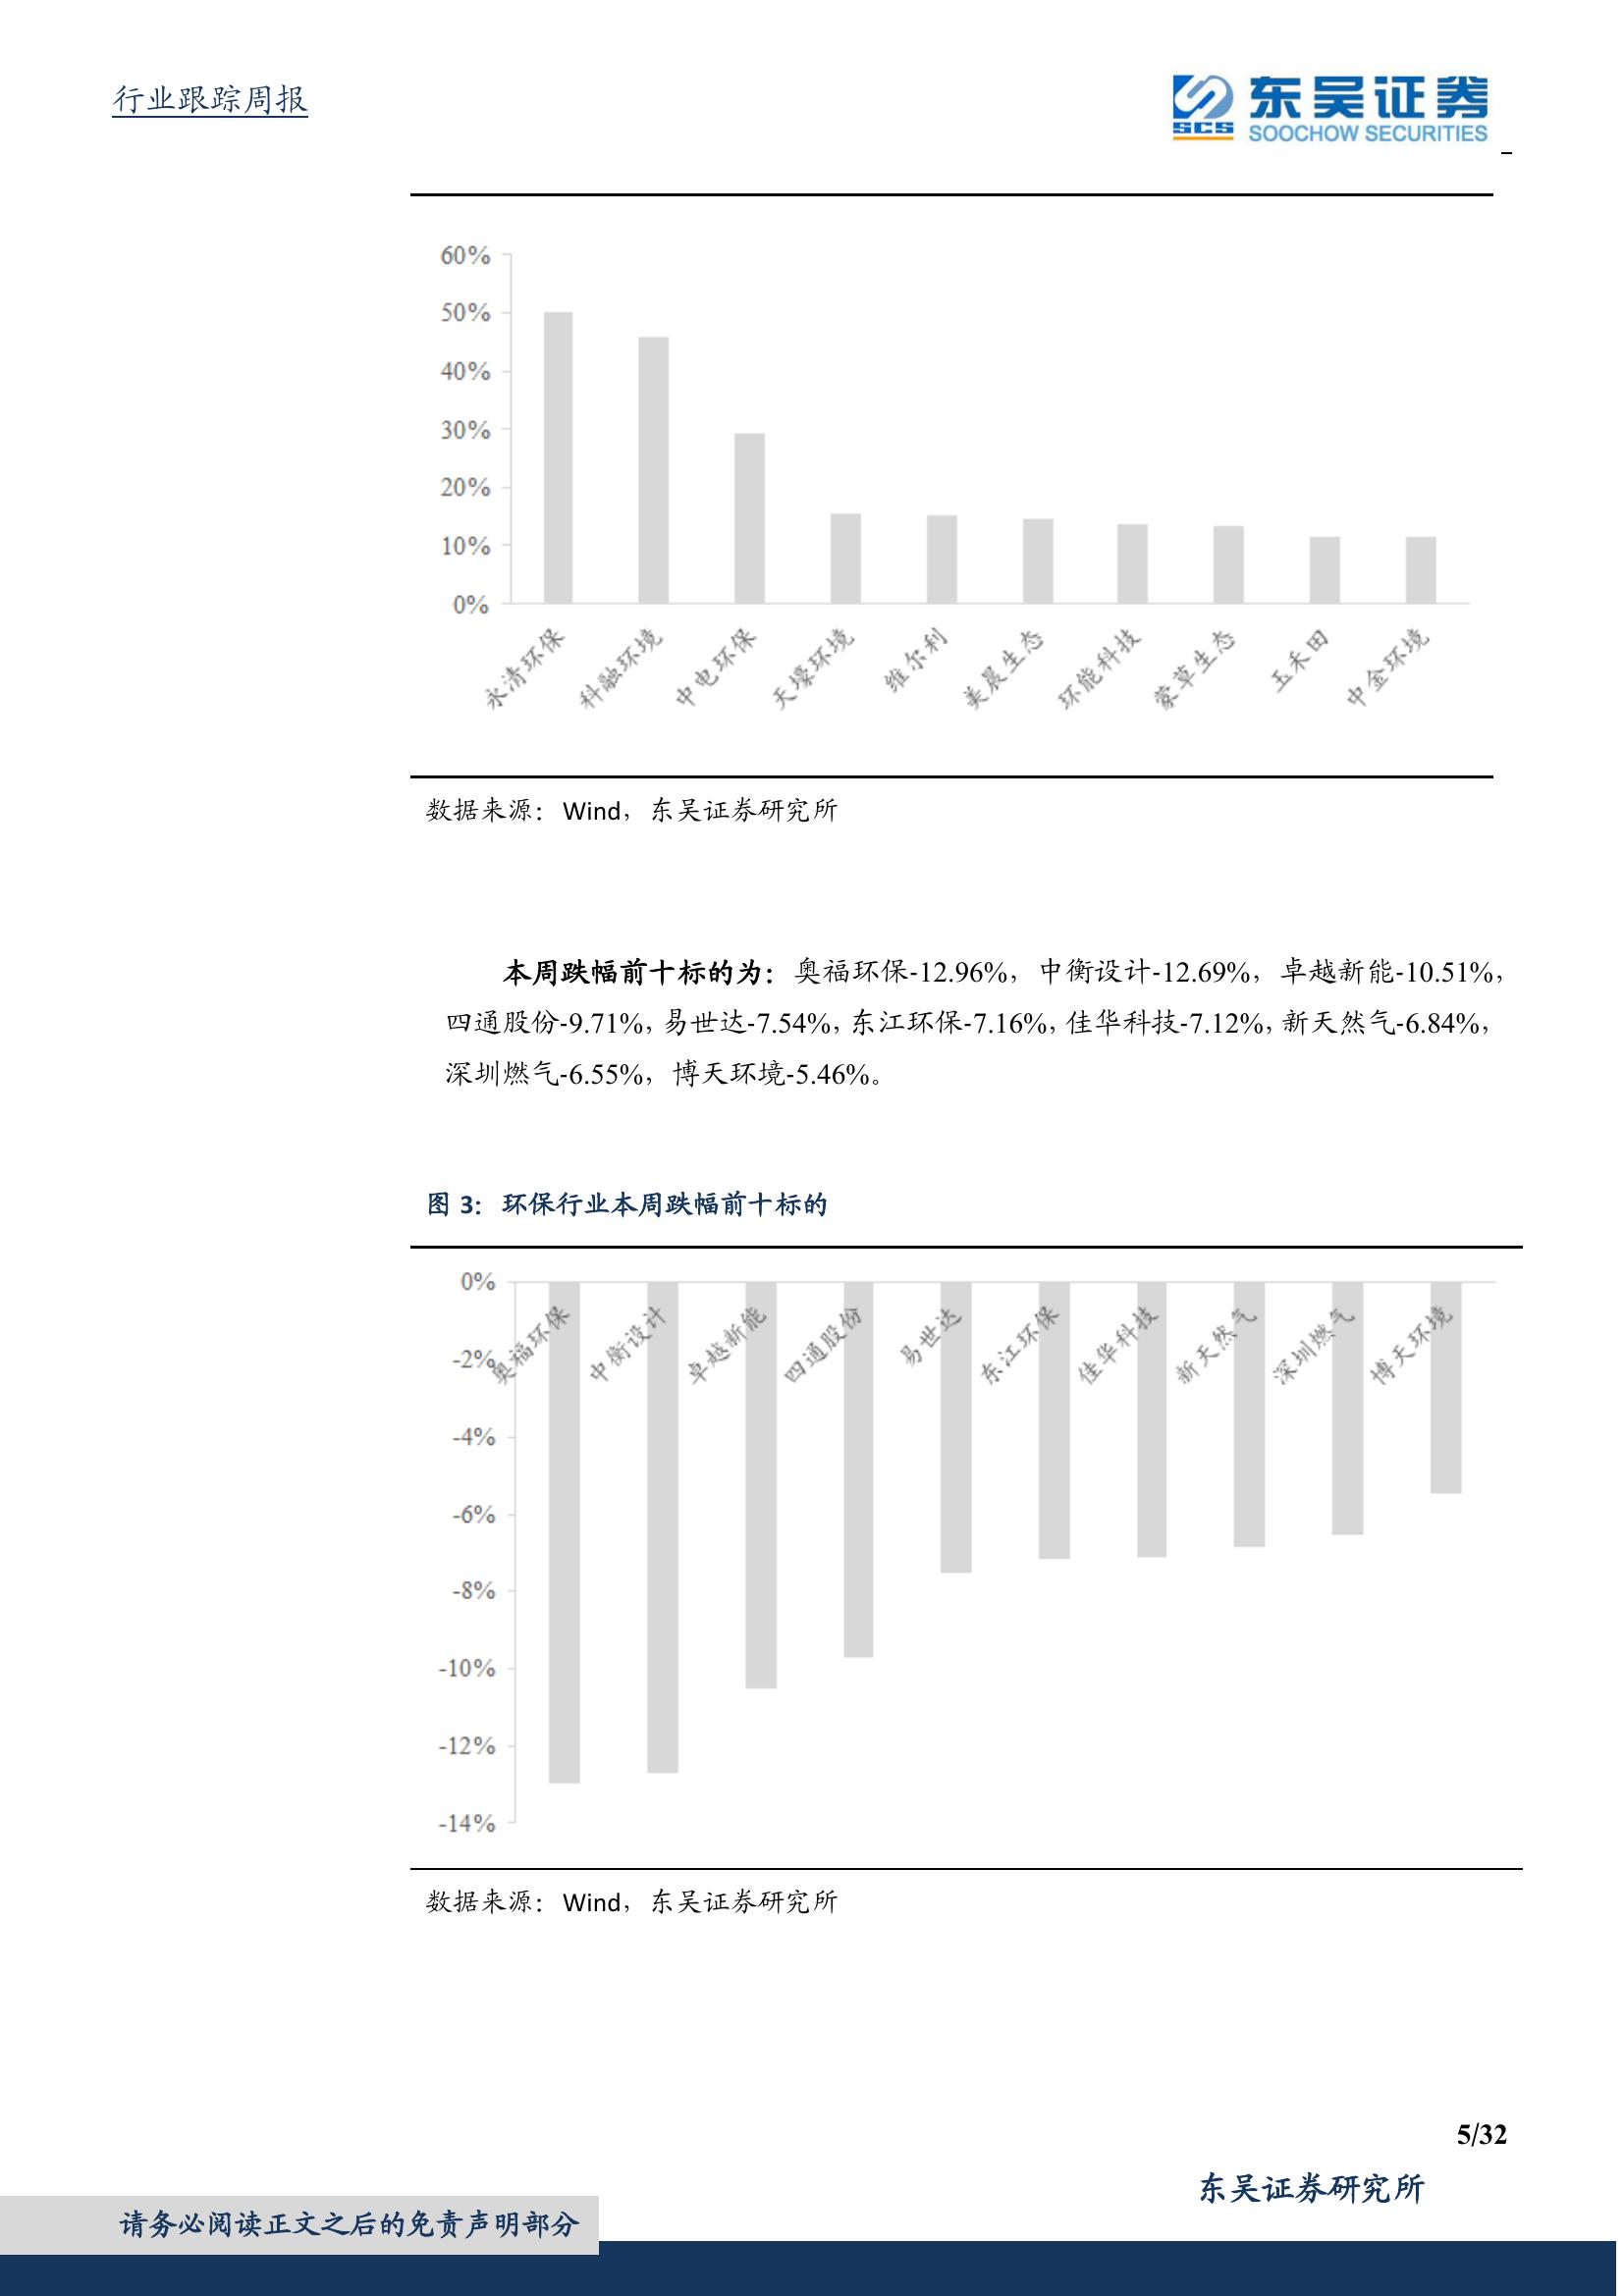 行业跟踪周报
SCS
东吴证券
SOOCHOW SECURITIES
60%
50%
40%
30%
20%
10%
0%
永清环保
科融环境
中电环保
天壕环境
维尔利
美晨生态
环能科技
蒙草生态
玉禾田
中金环境
数据来源：Wind，东吴证券研究所
本周跌幅前十标的为：奥福环保-12.96%，中衡设计-12.69%，卓越新能-10.51%，
四通股份-9.71%，易世达-7.54%，东江环保-7.16%，佳华科技-7.12%，新天然气-6.84%，
深圳燃气-6.55%，博天环境-5.46%。
图 3：环保行业本周跌幅前十标的
0%
-2%
-4%
-6%
-8%
-10%
-12%
-14%
奥福环保
中衡设计
卓越新能
四通股份
易世达
东江环保
佳华科技
新天然气
深圳燃气
博天环境
数据来源：Wind，东吴证券研究所
5/32
东吴证券研究所
请务必阅读正文之后的免责声明部分